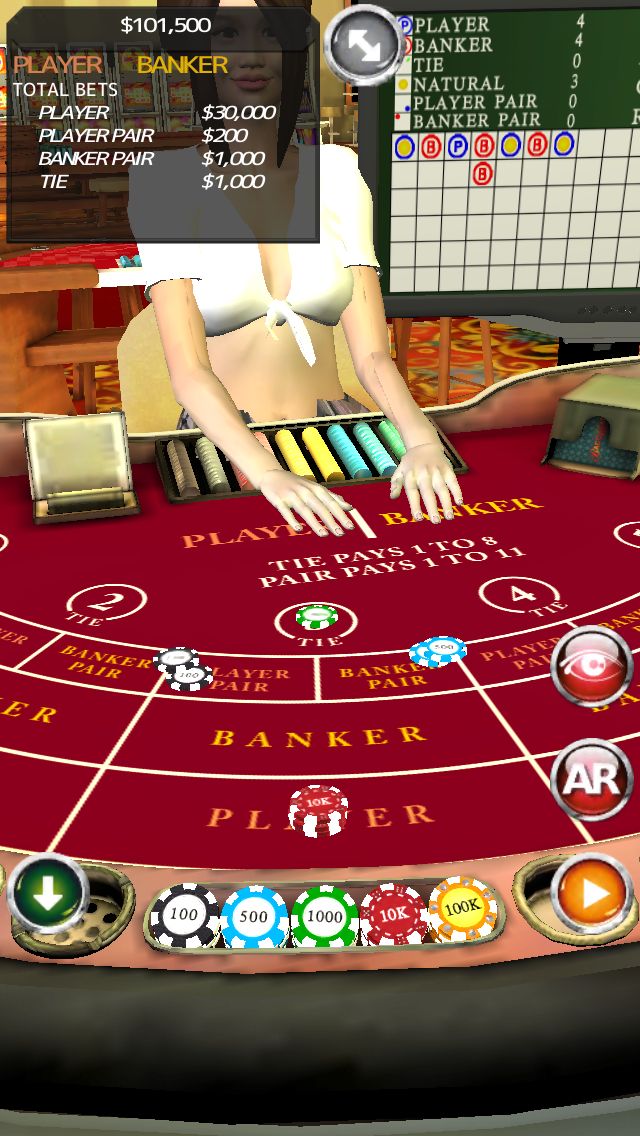 $101,500
PLAYER BANKER
TOTAL BETS
PLAYER $30,000
PLAYER PAIR $200
BANKER PAIR $1,000
TIE $1,000
P PLAYER 4
B BANKER 4
TIE 0
NATURAL 3
PLAYER PAIR 0
BANKER PAIR 0
B P B B
B
PLAYER BANKER
TIE PAYS 1 TO 8
PAIR PAYS 1 TO 11
2 4
TIE TIE TIE
BANKER PAIR
PLAYER PAIR
BANKER PAIR
PLAYER
100
500
BANKER
PLAYER
10K
AR
100 500 1000 10K 100K